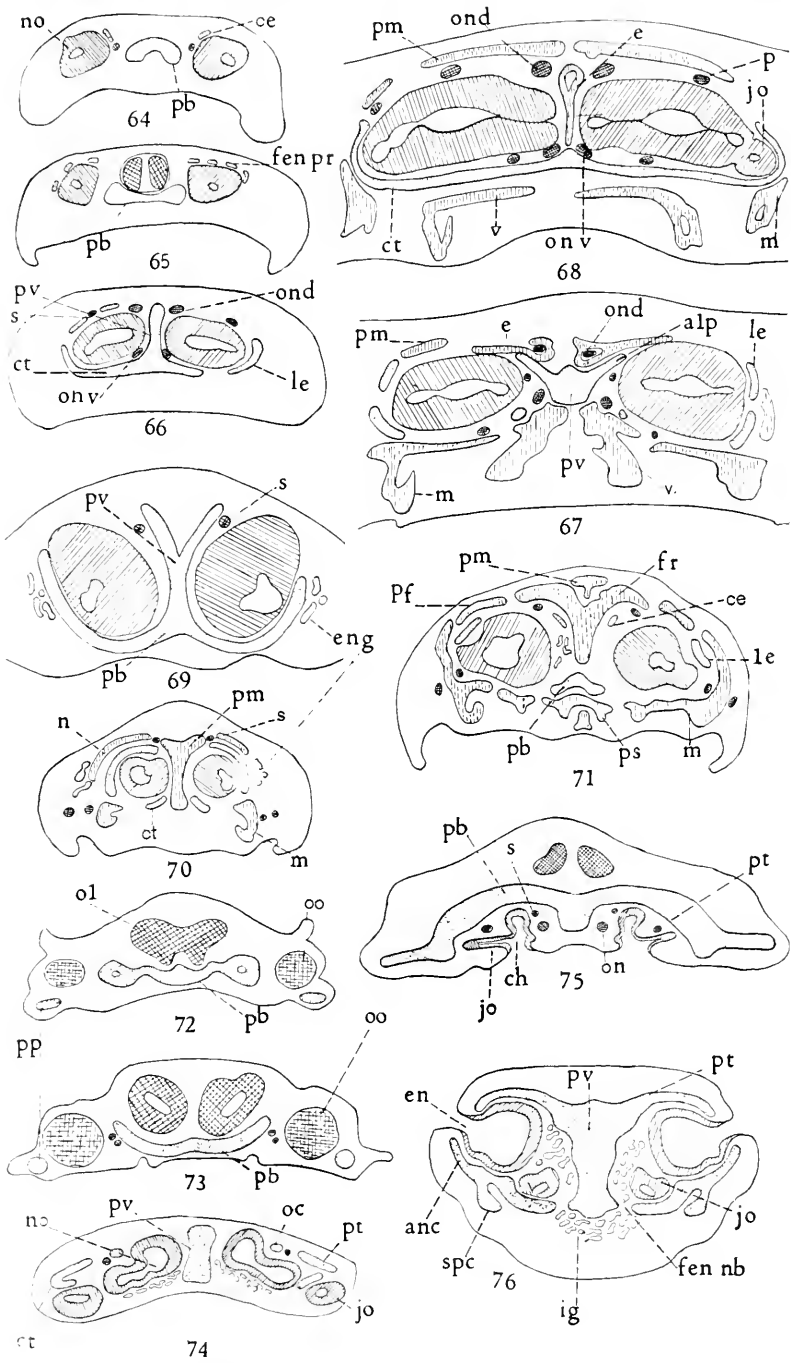 no
ce
pb
64
fen pr
pb
65
pv
s
ond
ct
onv
le
66
ond
pm
e
p
jo
ct
v
on v
m
68
pm
e
ond
alp
le
m
pv
v.
67
pv
s
pb
eng
69
n
pm
s
ct
m
70
pm
fr
pf
ce
le
pb
ps
m
71
ol
oo
pb
72
pb
s
pt
ch
on
jo
75
pp
oo
pb
73
no
pv
oc
pt
jo
ct
74
pv
pt
en
anc
spc
jo
fen nb
ig
76